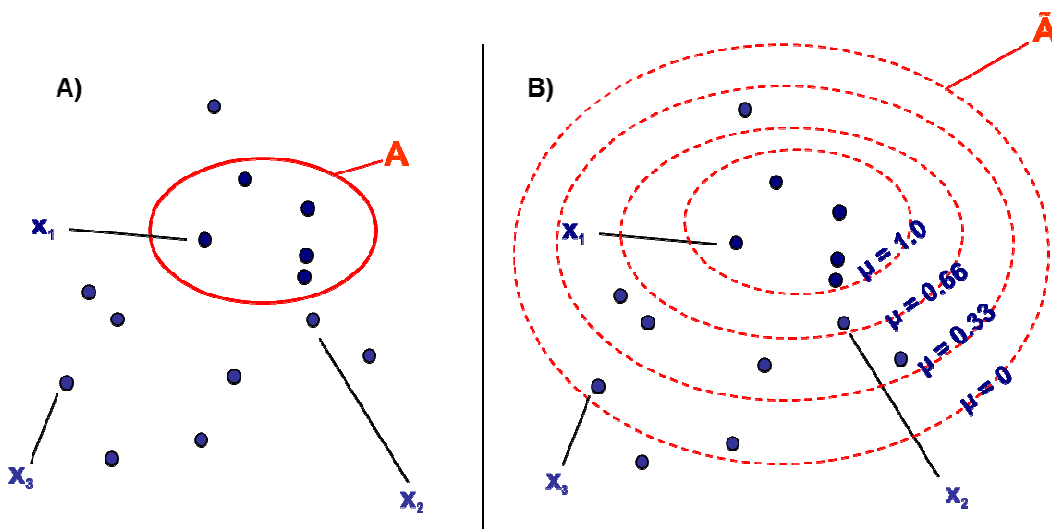 A)
A
x₁
x₃
x₂
B)
Ã
x₁
μ = 1.0
μ = 0.66
μ = 0.33
μ = 0
x₃
x₂